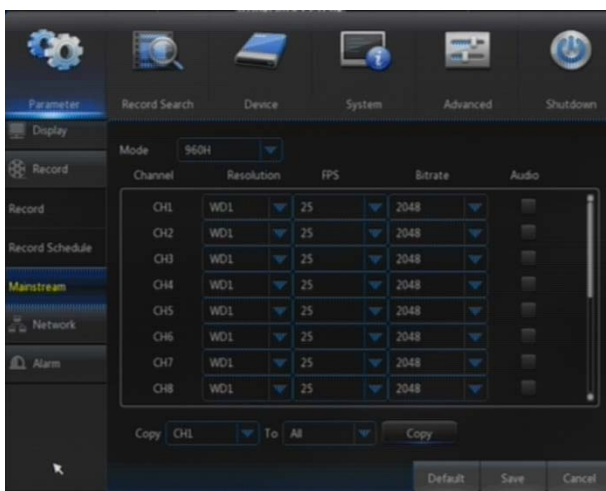 Parameter Record Search Device System Advanced Shutdown
Display
Record
Record
Record Schedule
Mainstream
Network
Alarm
Mode 960H
Channel Resolution FPS Bitrate Audio
CH1 WD1 25 2048
CH2 WD1 25 2048
CH3 WD1 25 2048
CH4 WD1 25 2048
CH5 WD1 25 2048
CH6 WD1 25 2048
CH7 WD1 25 2048
CH8 WD1 25 2048
Copy CH1 To All Copy
Default Save Cancel